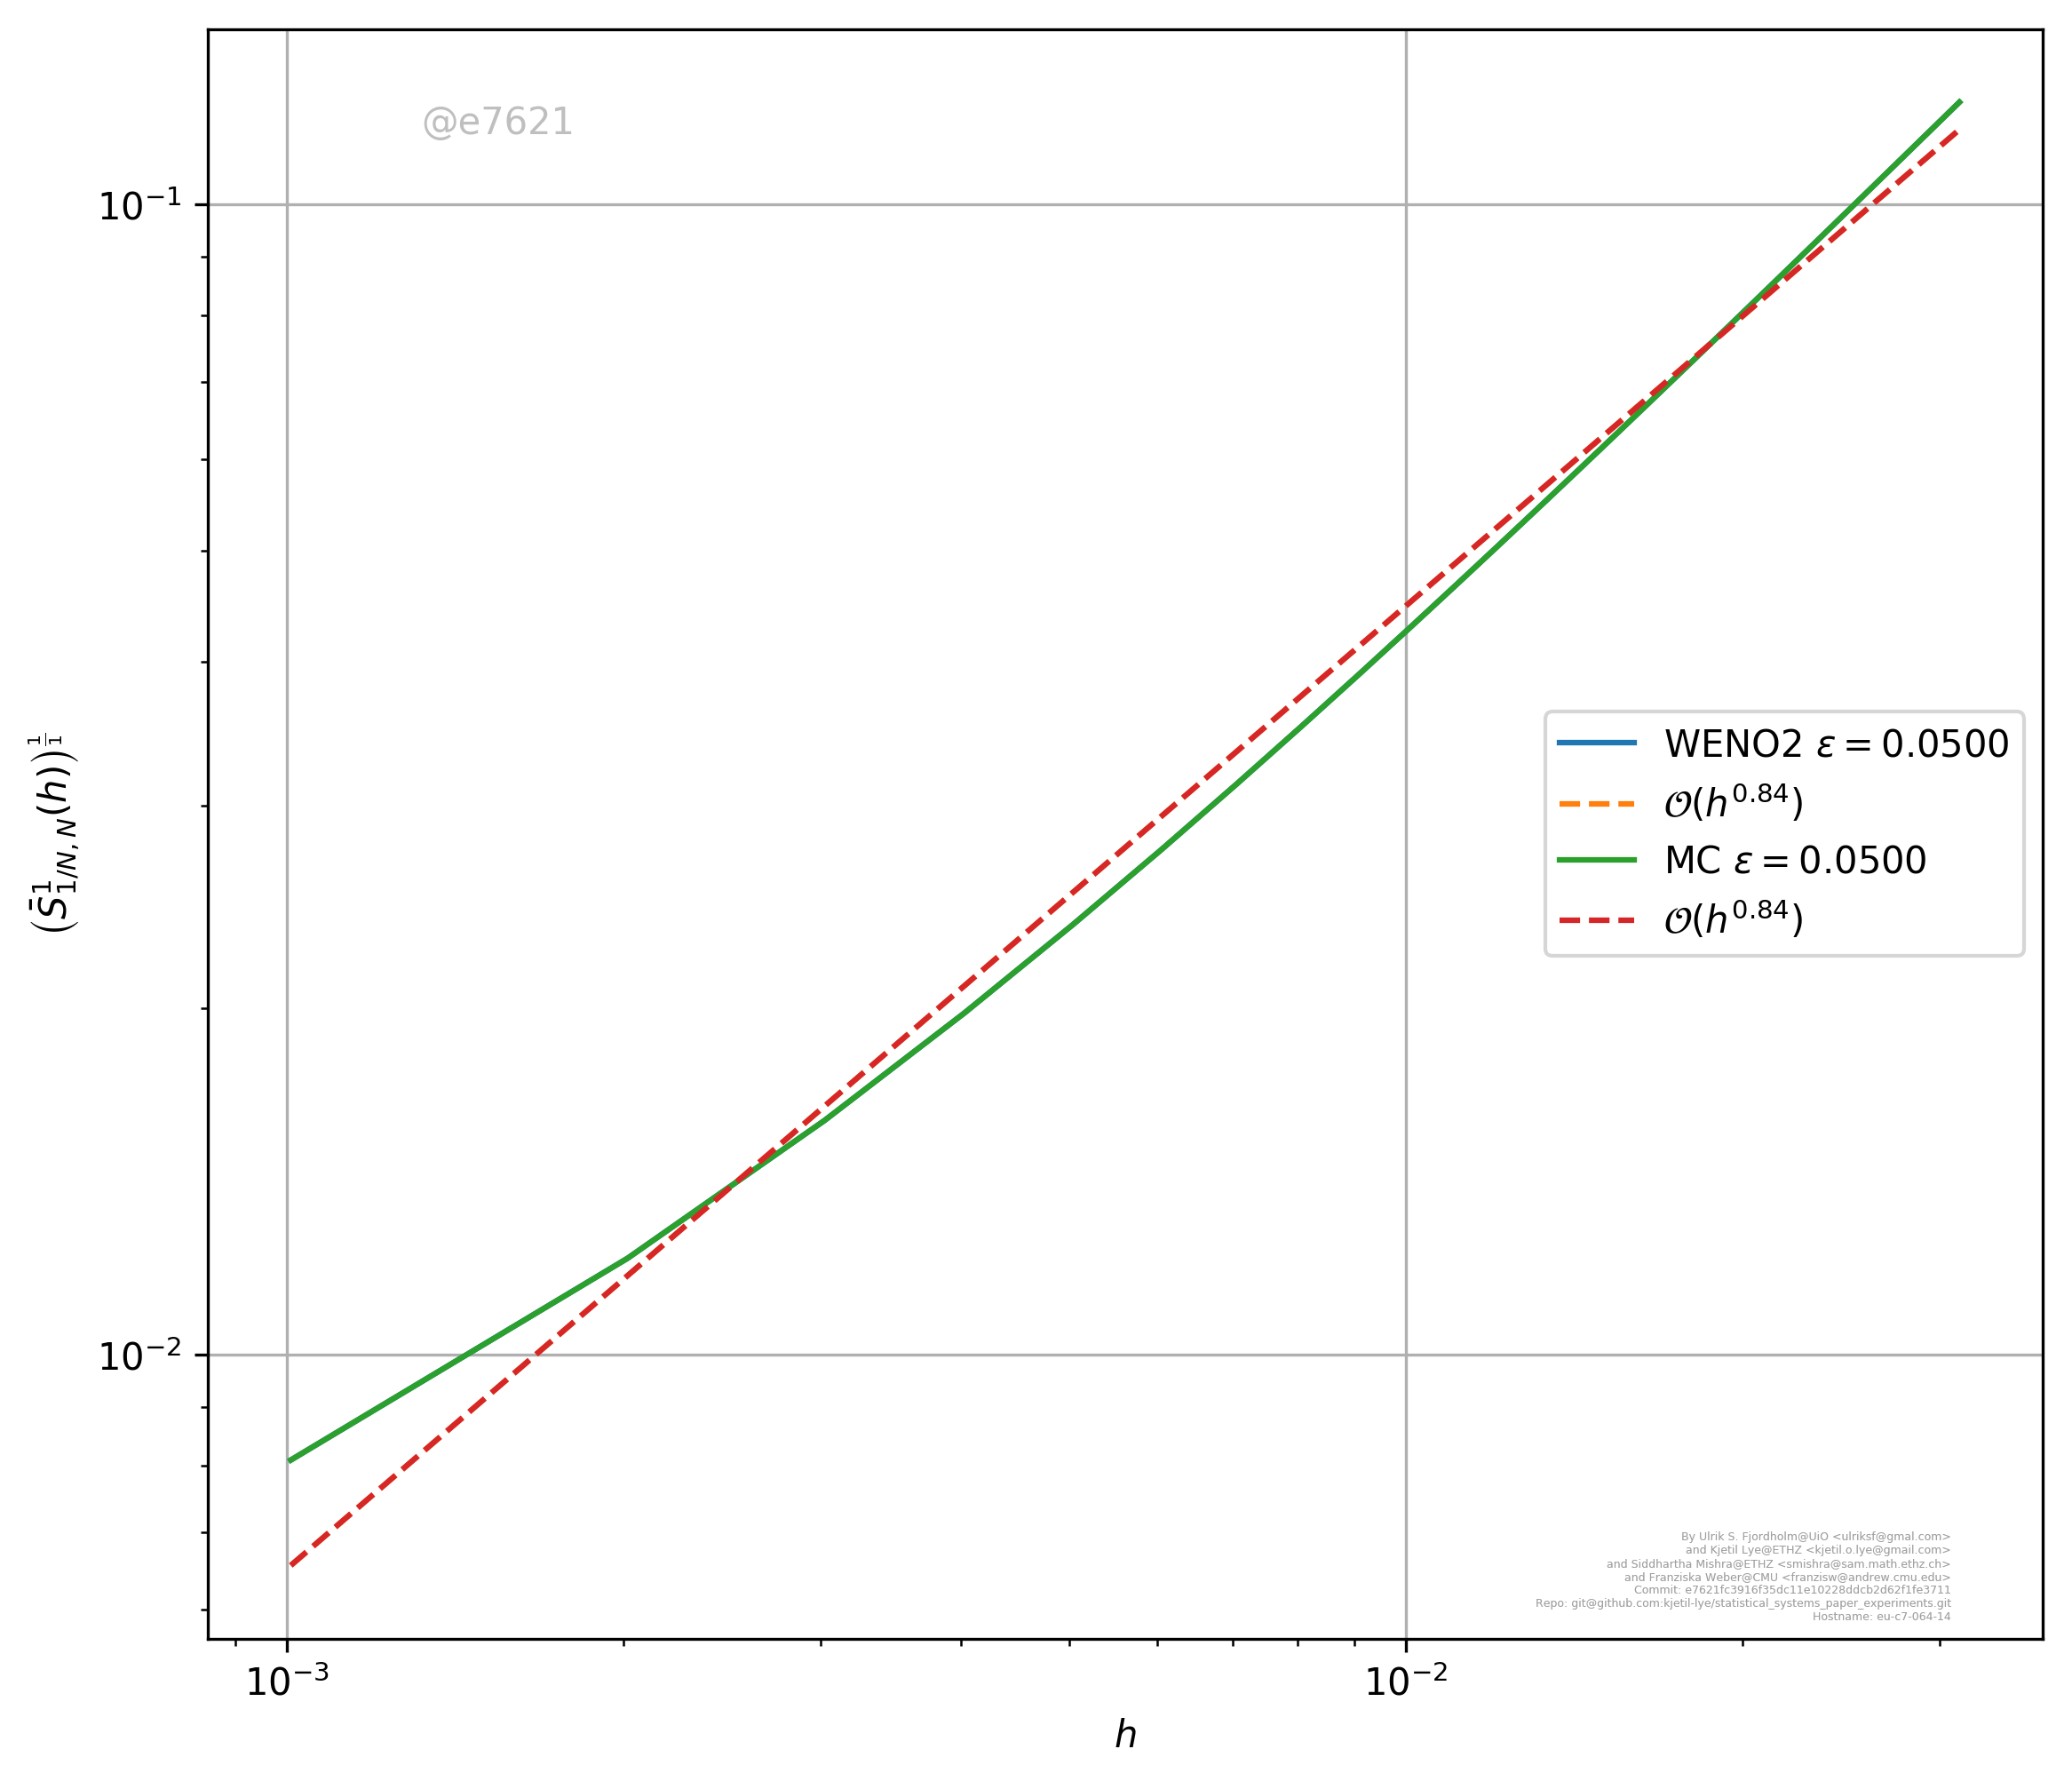 @e7621
10⁻¹
10⁻²
(S̄¹₁/N, N(h))^1/1
WENO2 ε = 0.0500
𝒪(h^0.84)
MC ε = 0.0500
𝒪(h^0.84)
By Ulrik S. Fjordholm@UiO <ulriksf@gmal.com>
and Kjetil Lye@ETHZ <kjetil.o.lye@gmail.com>
and Siddhartha Mishra@ETHZ <smishra@sam.math.ethz.ch>
and Franziska Weber@CMU <franzisw@andrew.cmu.edu>
Commit: e7621fc3916f35dc11e10228ddcb2d62f1fe3711
Repo: git@github.com:kjetil-lye/statistical_systems_paper_experiments.git
Hostname: eu-c7-064-14
10⁻³ 10⁻²
h